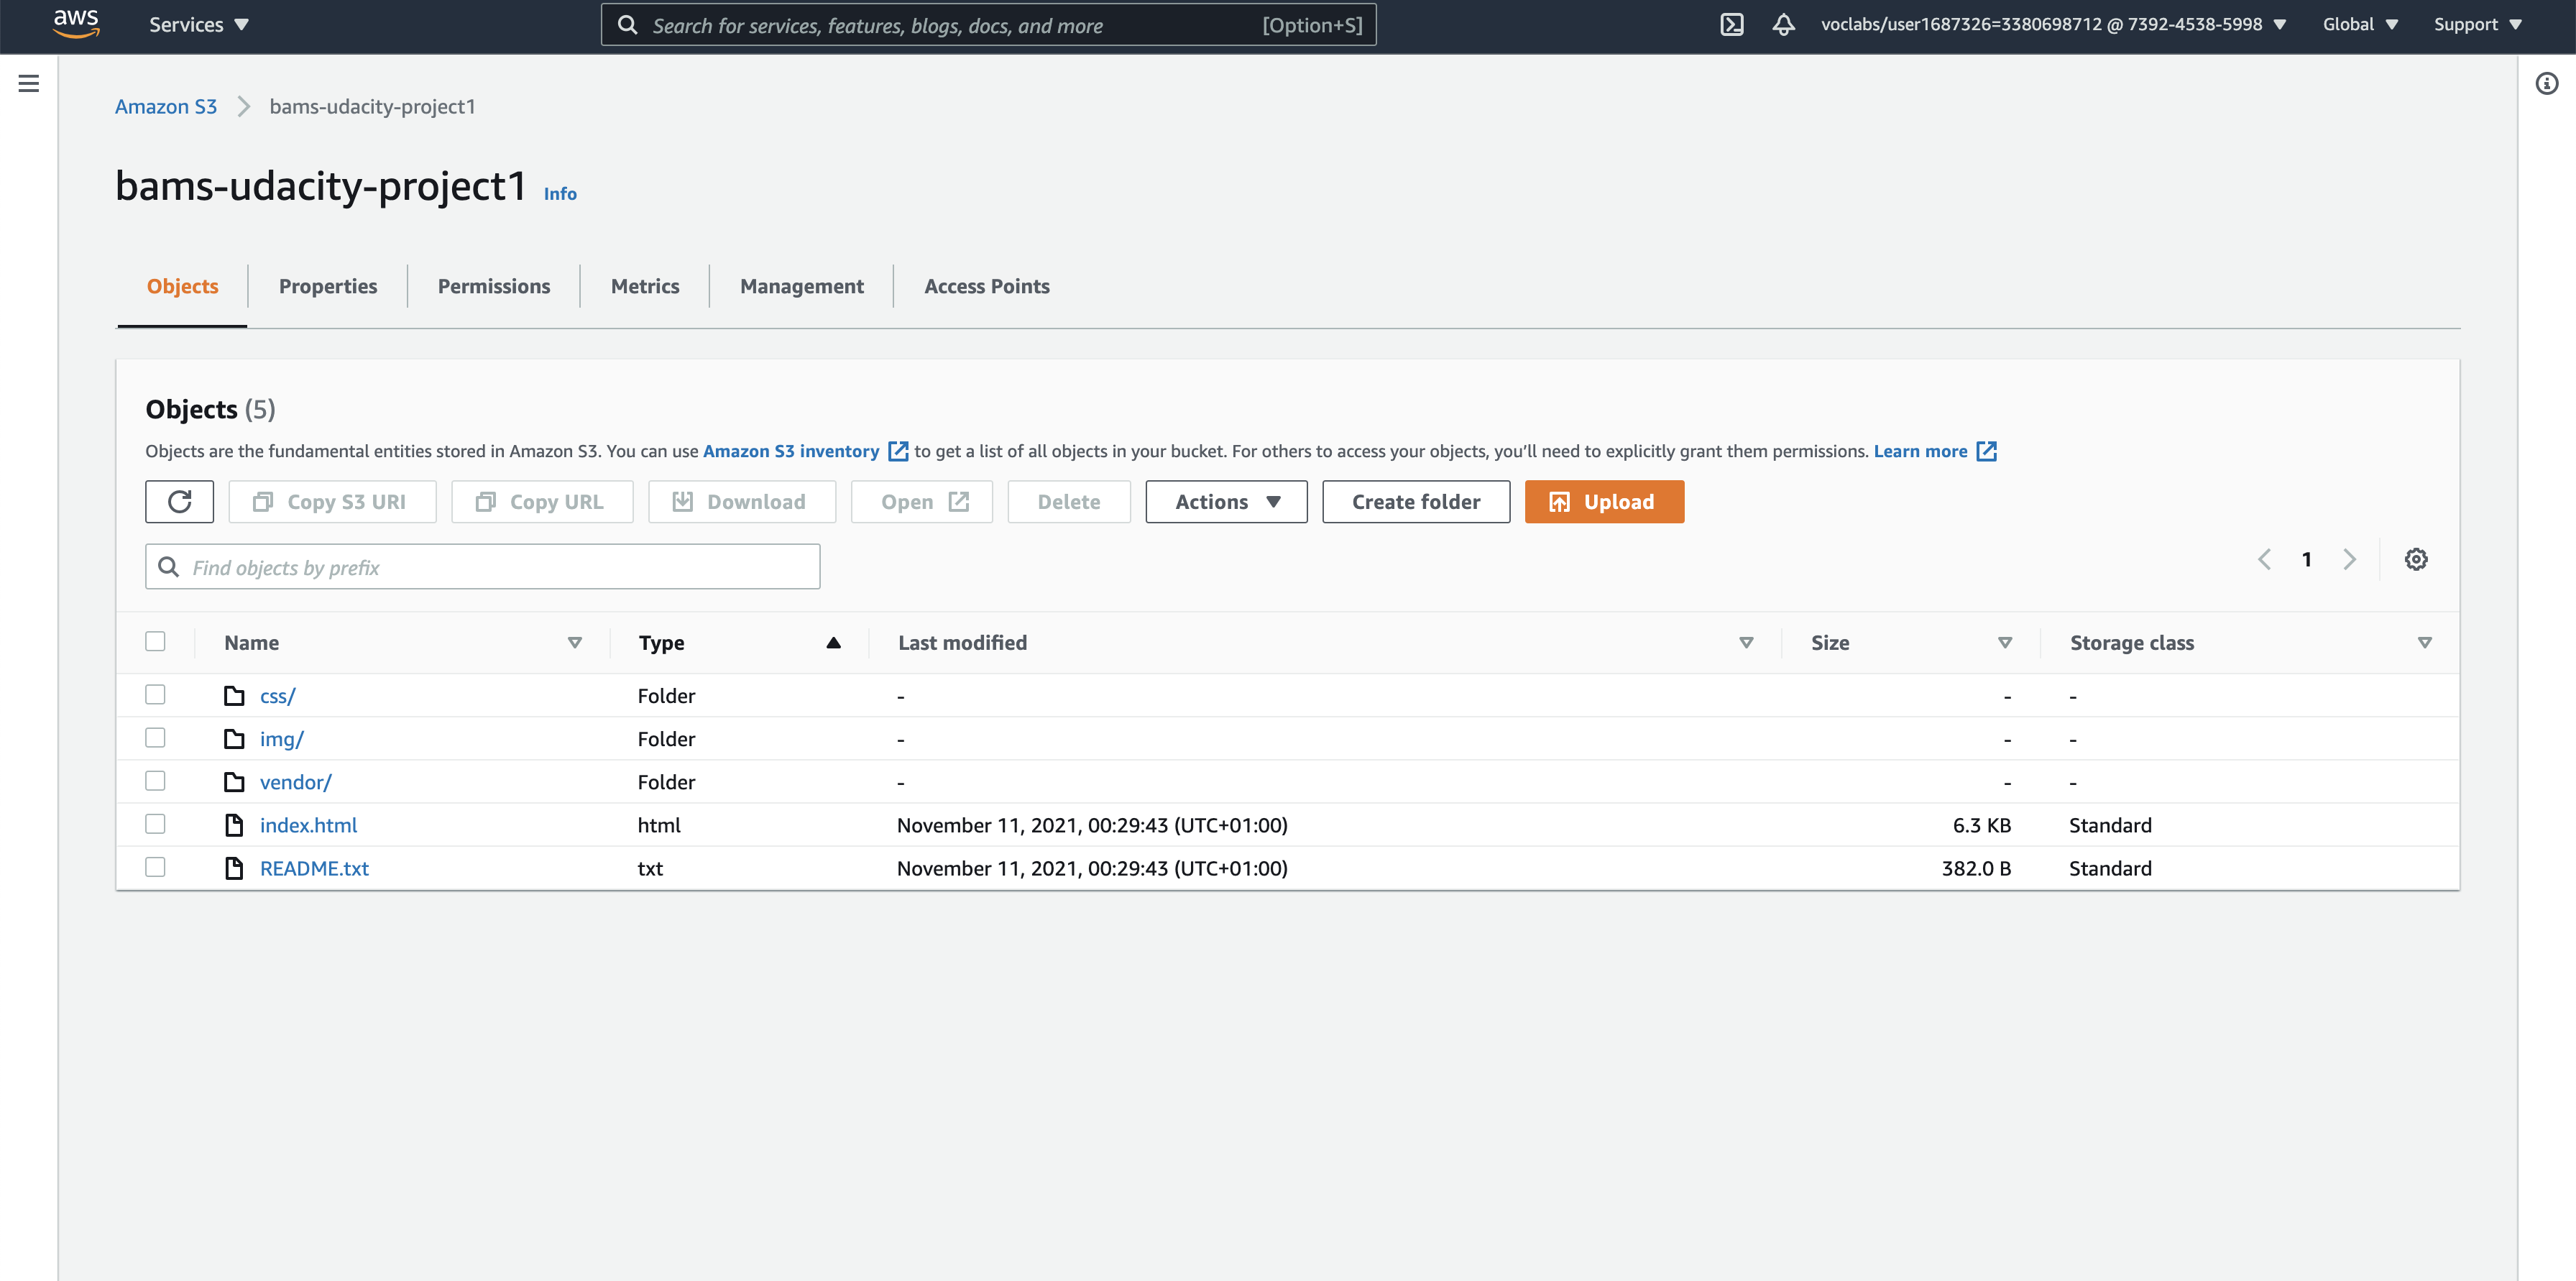 aws Services Search for services, features, blogs, docs, and more [Option+S] voclabs/user1687326=3380698712 @ 7392-4538-5998 Global Support
Amazon S3 bams-udacity-project1
bams-udacity-project1 Info
Objects Properties Permissions Metrics Management Access Points
Objects (5)
Objects are the fundamental entities stored in Amazon S3. You can use Amazon S3 inventory to get a list of all objects in your bucket. For others to access your objects, you’ll need to explicitly grant them permissions. Learn more
Copy S3 URI Copy URL Download Open Delete Actions Create folder Upload
Find objects by prefix 1
Name Type Last modified Size Storage class
css/ Folder - - -
img/ Folder - - -
vendor/ Folder - - -
index.html html November 11, 2021, 00:29:43 (UTC+01:00) 6.3 KB Standard
README.txt txt November 11, 2021, 00:29:43 (UTC+01:00) 382.0 B Standard